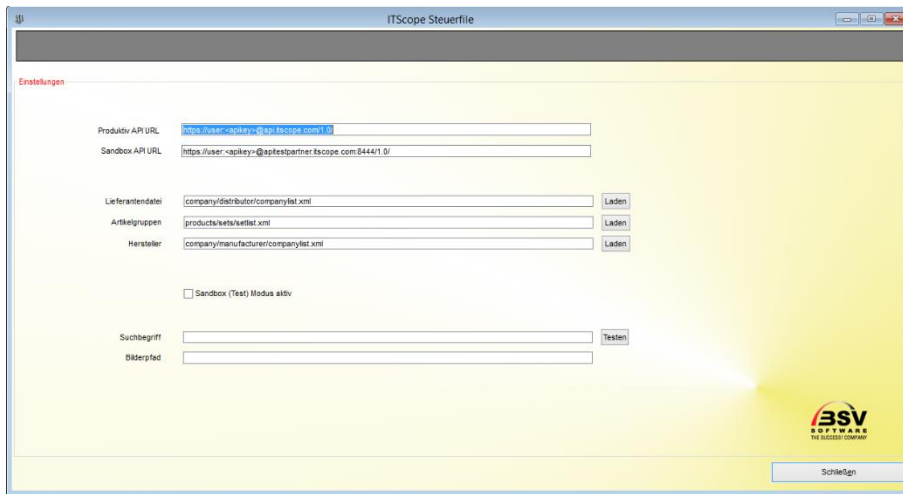 ITScope Steuerfile
Einstellungen
Produktiv API URL https://user:<apikey>@api.itscope.com/1.0/
Sandbox API URL https://user:<apikey>@apitestpartner.itscope.com:8444/1.0/
Lieferantendatei company/distributor/companylist.xml Laden
Artikelgruppen products/sets/setlist.xml Laden
Hersteller company/manufacturer/companylist.xml Laden
Sandbox (Test) Modus aktiv
Suchbegriff Testen
Bilderpfad
BSV
SOFTWARE
THE SUCCESS! COMPANY
Schließen